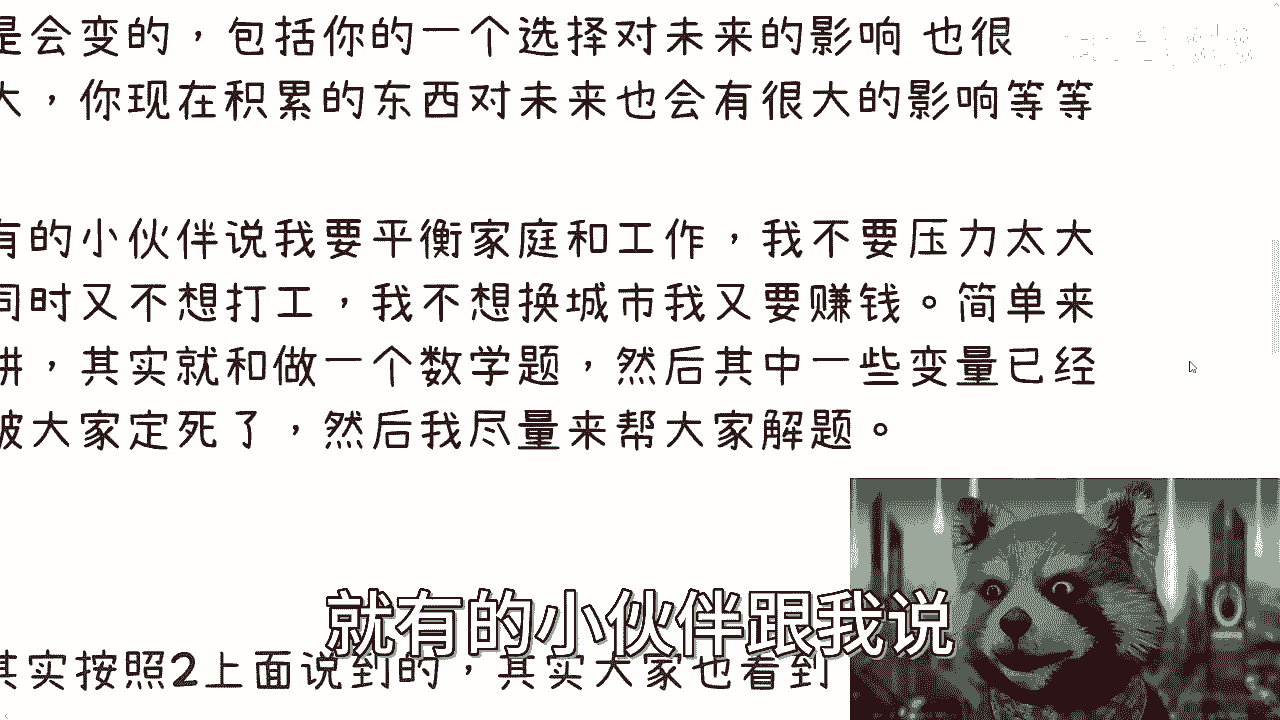 是会变的，包括你的一个选择对未来的影响 也很
大，你现在积累的东西对未来也会有很大的影响等等
有的小伙伴说我要平衡家庭和工作，我不要压力太大
同时又不想打工，我不想换城市我又要赚钱。简单来
讲，其实就和做一个数学题，然后其中一些变量已经
被大家定死了，然后我尽量来帮大家解题。
就有的小伙伴跟我说
其实按照2上面说到的，其实大家也看到